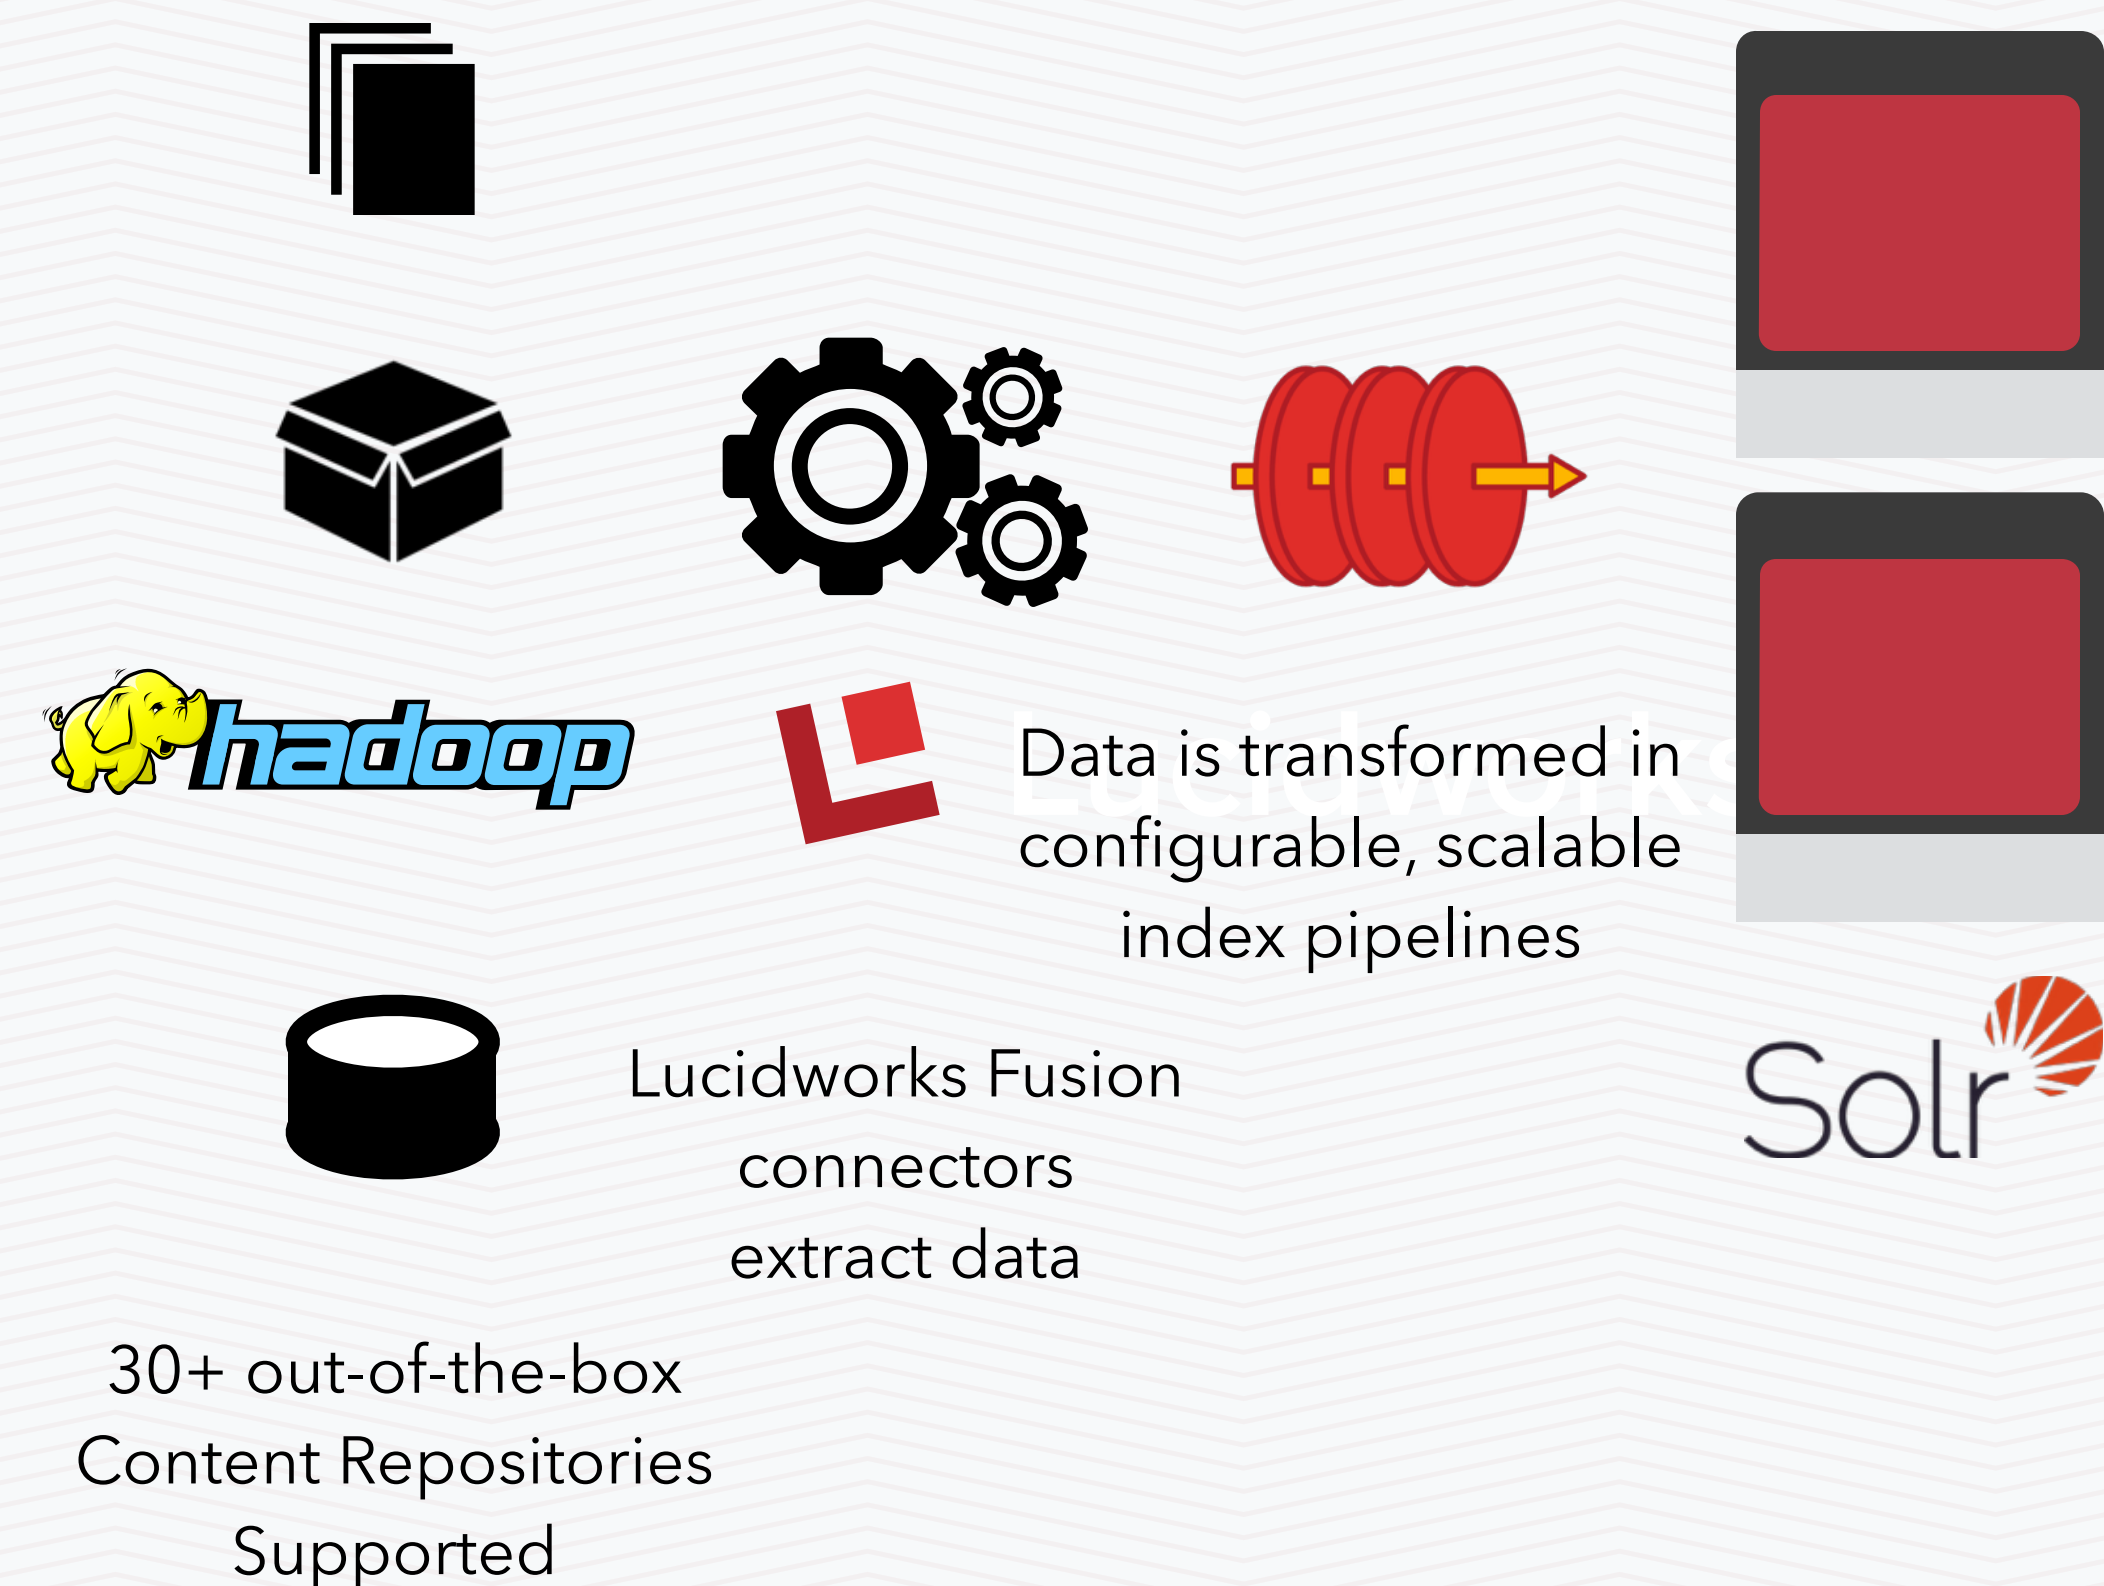 hadoop
Lucidworks
Data is transformed in
configurable, scalable
index pipelines
Solr
Lucidworks Fusion
connectors
extract data
30+ out-of-the-box
Content Repositories
Supported